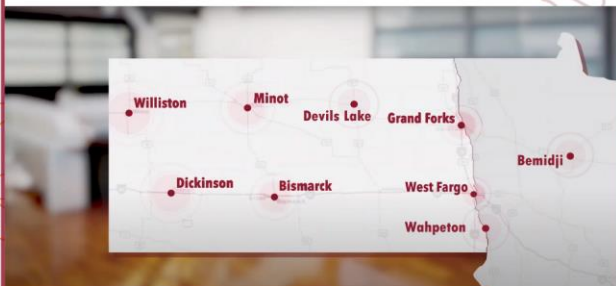 Williston
Minot
Devils Lake
Grand Forks
Bemidji
Dickinson
Bismarck
West Fargo
Wahpeton